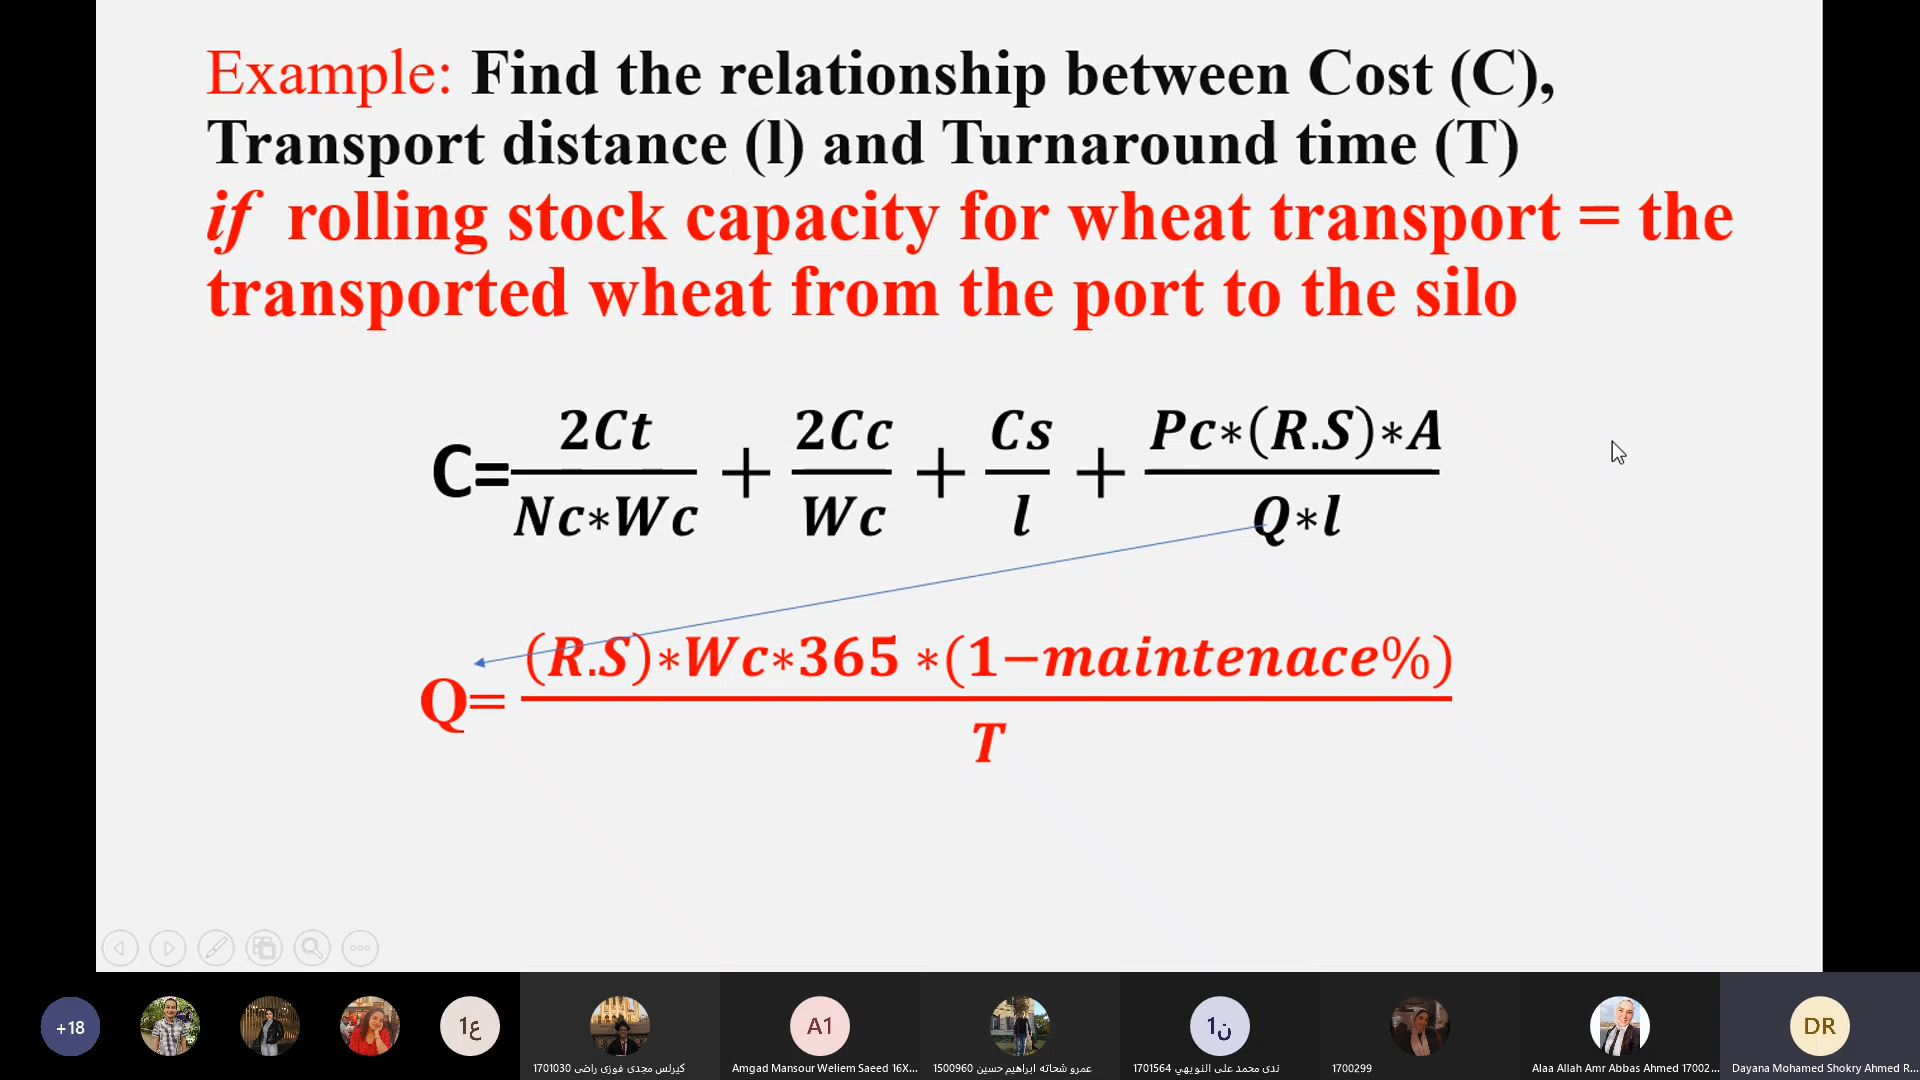 Example: Find the relationship between Cost (C),
Transport distance (l) and Turnaround time (T)
if rolling stock capacity for wheat transport = the
transported wheat from the port to the silo
C= 2Ct / Nc*Wc + 2Cc / Wc + Cs / l + Pc*(R.S)*A / Q*l
Q= (R.S)*Wc*365 *(1-maintenace%) / T
+18
ع1
A1
ن1
DR
1701030 كيرلس مجدى فوزى راضى
Amgad Mansour Weliem Saeed 16X...
1500960 عمرو شحاته ابراهيم حسين
1701564 ندى محمد على النويهي
1700299
Alaa Allah Amr Abbas Ahmed 17002...
Dayana Mohamed Shokry Ahmed R...